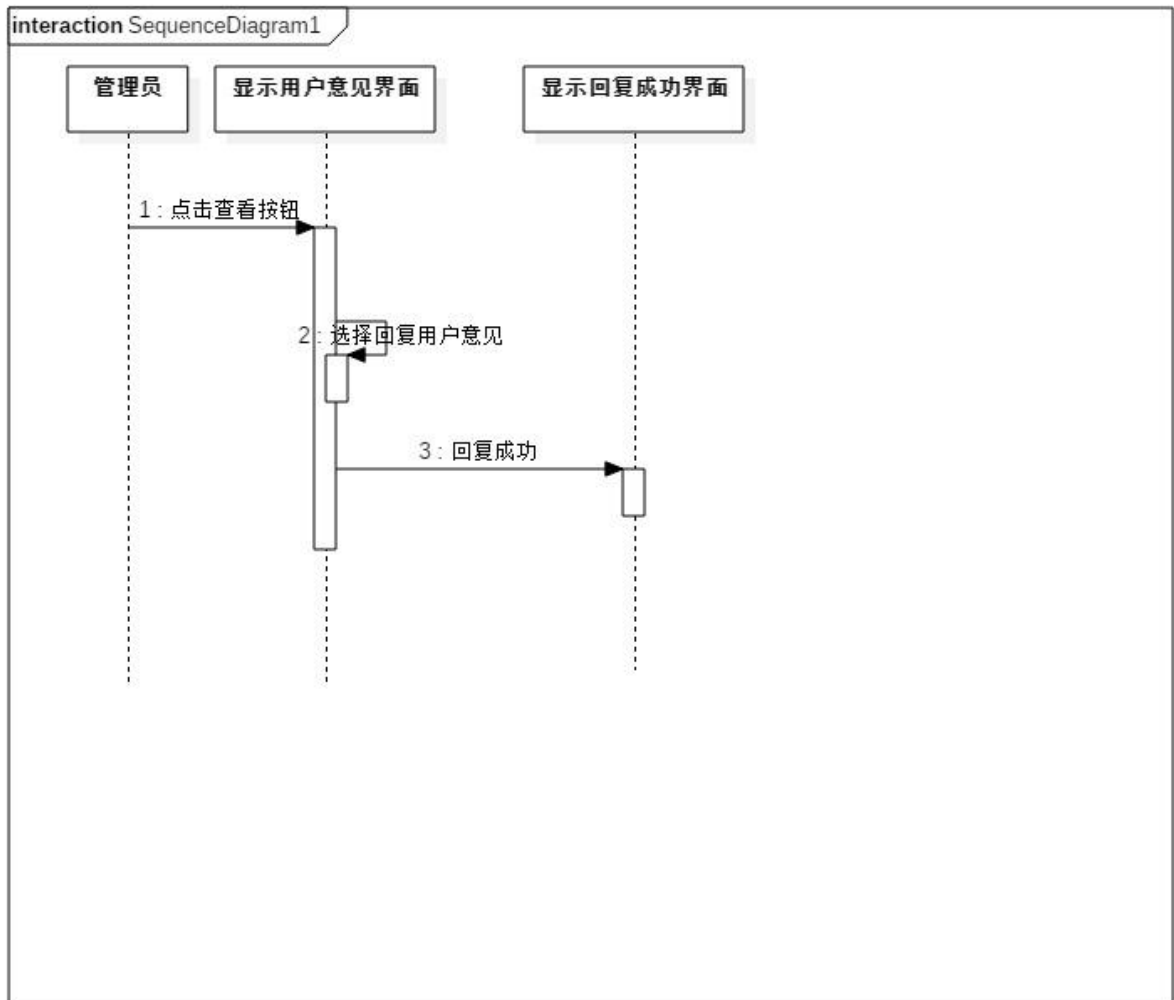 interaction SequenceDiagram1
管理员
显示用户意见界面
显示回复成功界面
1 : 点击查看按钮
2 : 选择回复用户意见
3 : 回复成功